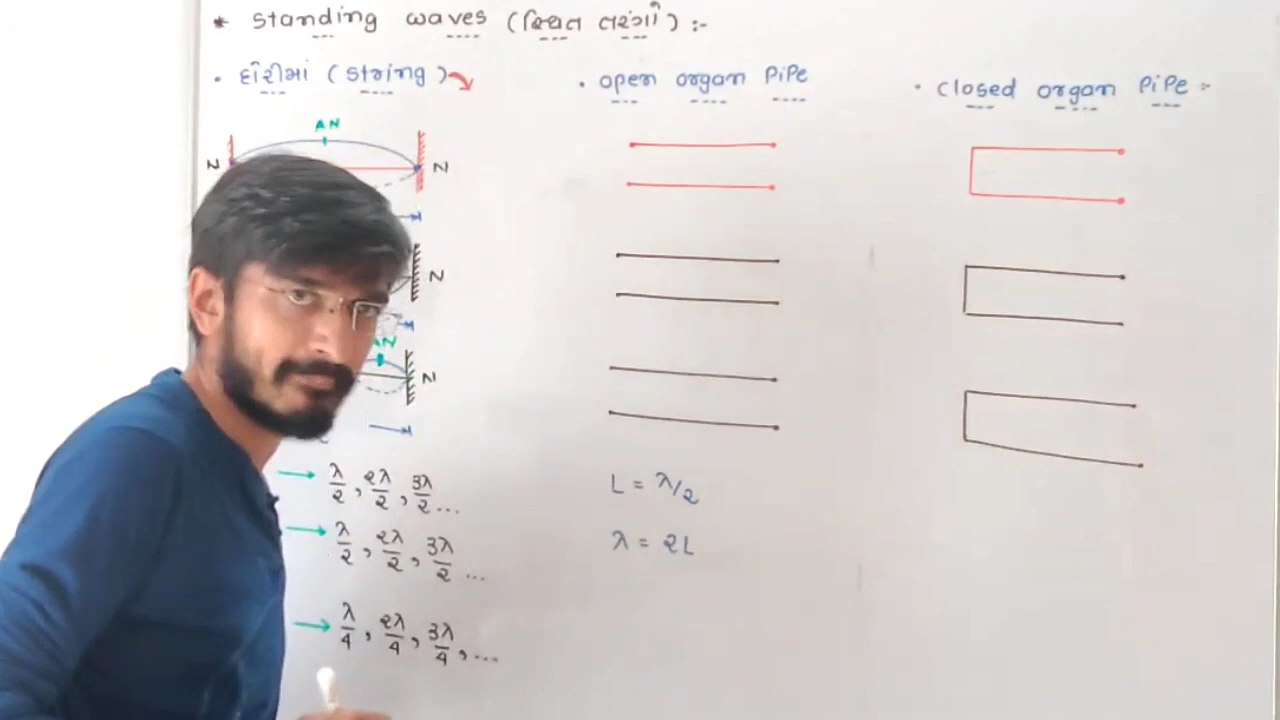 * Standing waves (સ્થિત તરંગો) :-
· દોરીમાં (string)
· open organ Pipe
· Closed organ Pipe :-
AN
N N
N
AN
N
→ λ/2, 2λ/2, 3λ/2 ...
→ λ/2, 2λ/2, 3λ/2 ...
→ λ/4, 2λ/4, 3λ/4, ...
L = λ/2
λ = 2L